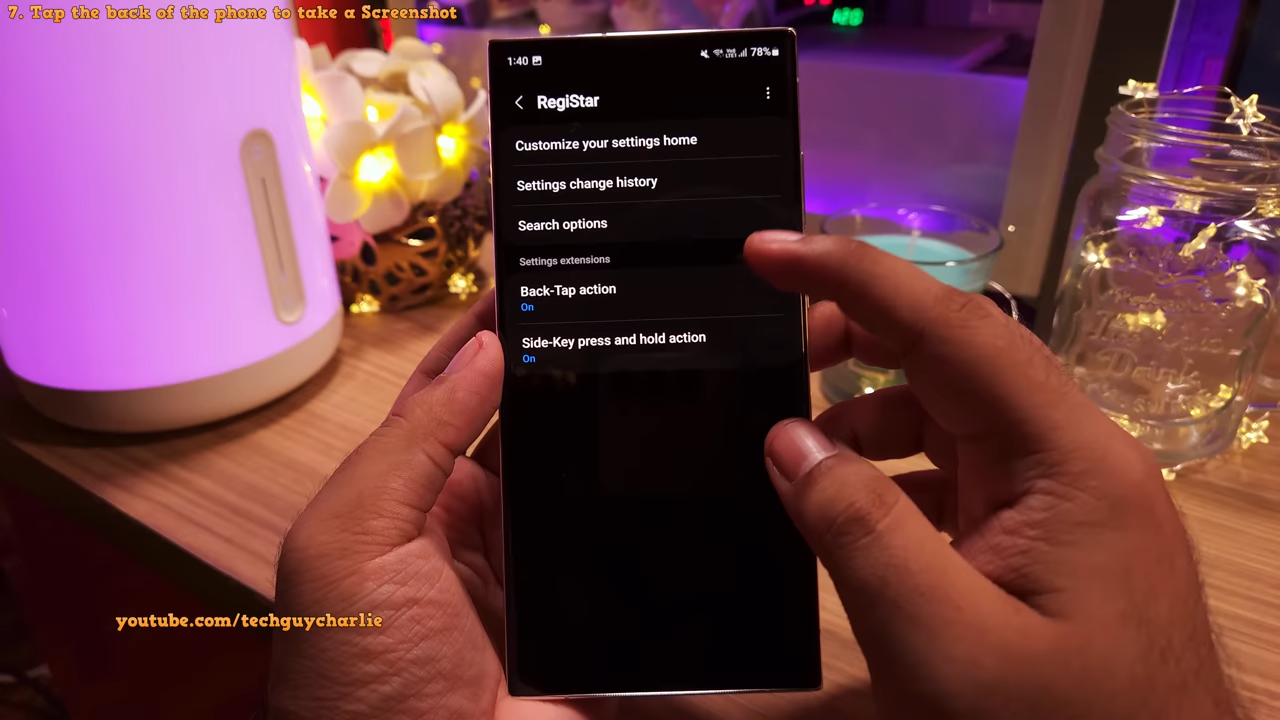 7. Tap the back of the phone to take a Screenshot
1:40 78%
RegiStar
Customize your settings home
Settings change history
Search options
Settings extensions
Back-Tap action
On
Side-Key press and hold action
On
youtube.com/techguycharlie